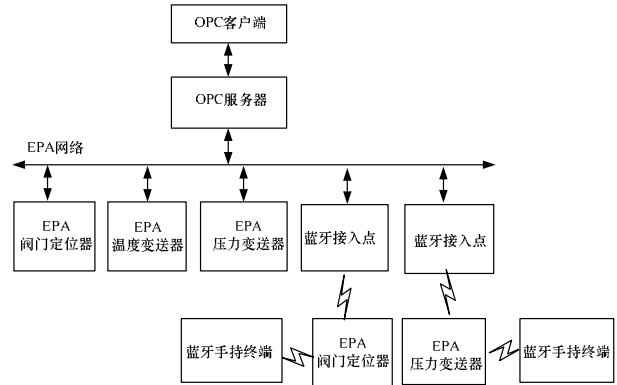 OPC客户端
OPC服务器
EPA网络
EPA
阀门定位器
EPA
温度变送器
EPA
压力变送器
蓝牙接入点
蓝牙接入点
蓝牙手持终端
EPA
阀门定位器
EPA
压力变送器
蓝牙手持终端